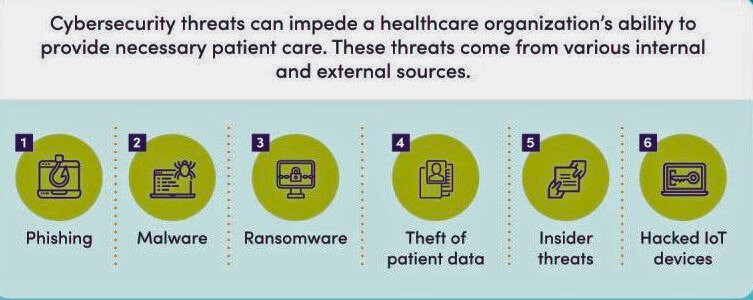 Cybersecurity threats can impede a healthcare organization's ability to
provide necessary patient care. These threats come from various internal
and external sources.
1
Phishing
2
Malware
3
Ransomware
4
Theft of
patient data
5
Insider
threats
6
Hacked IoT
devices